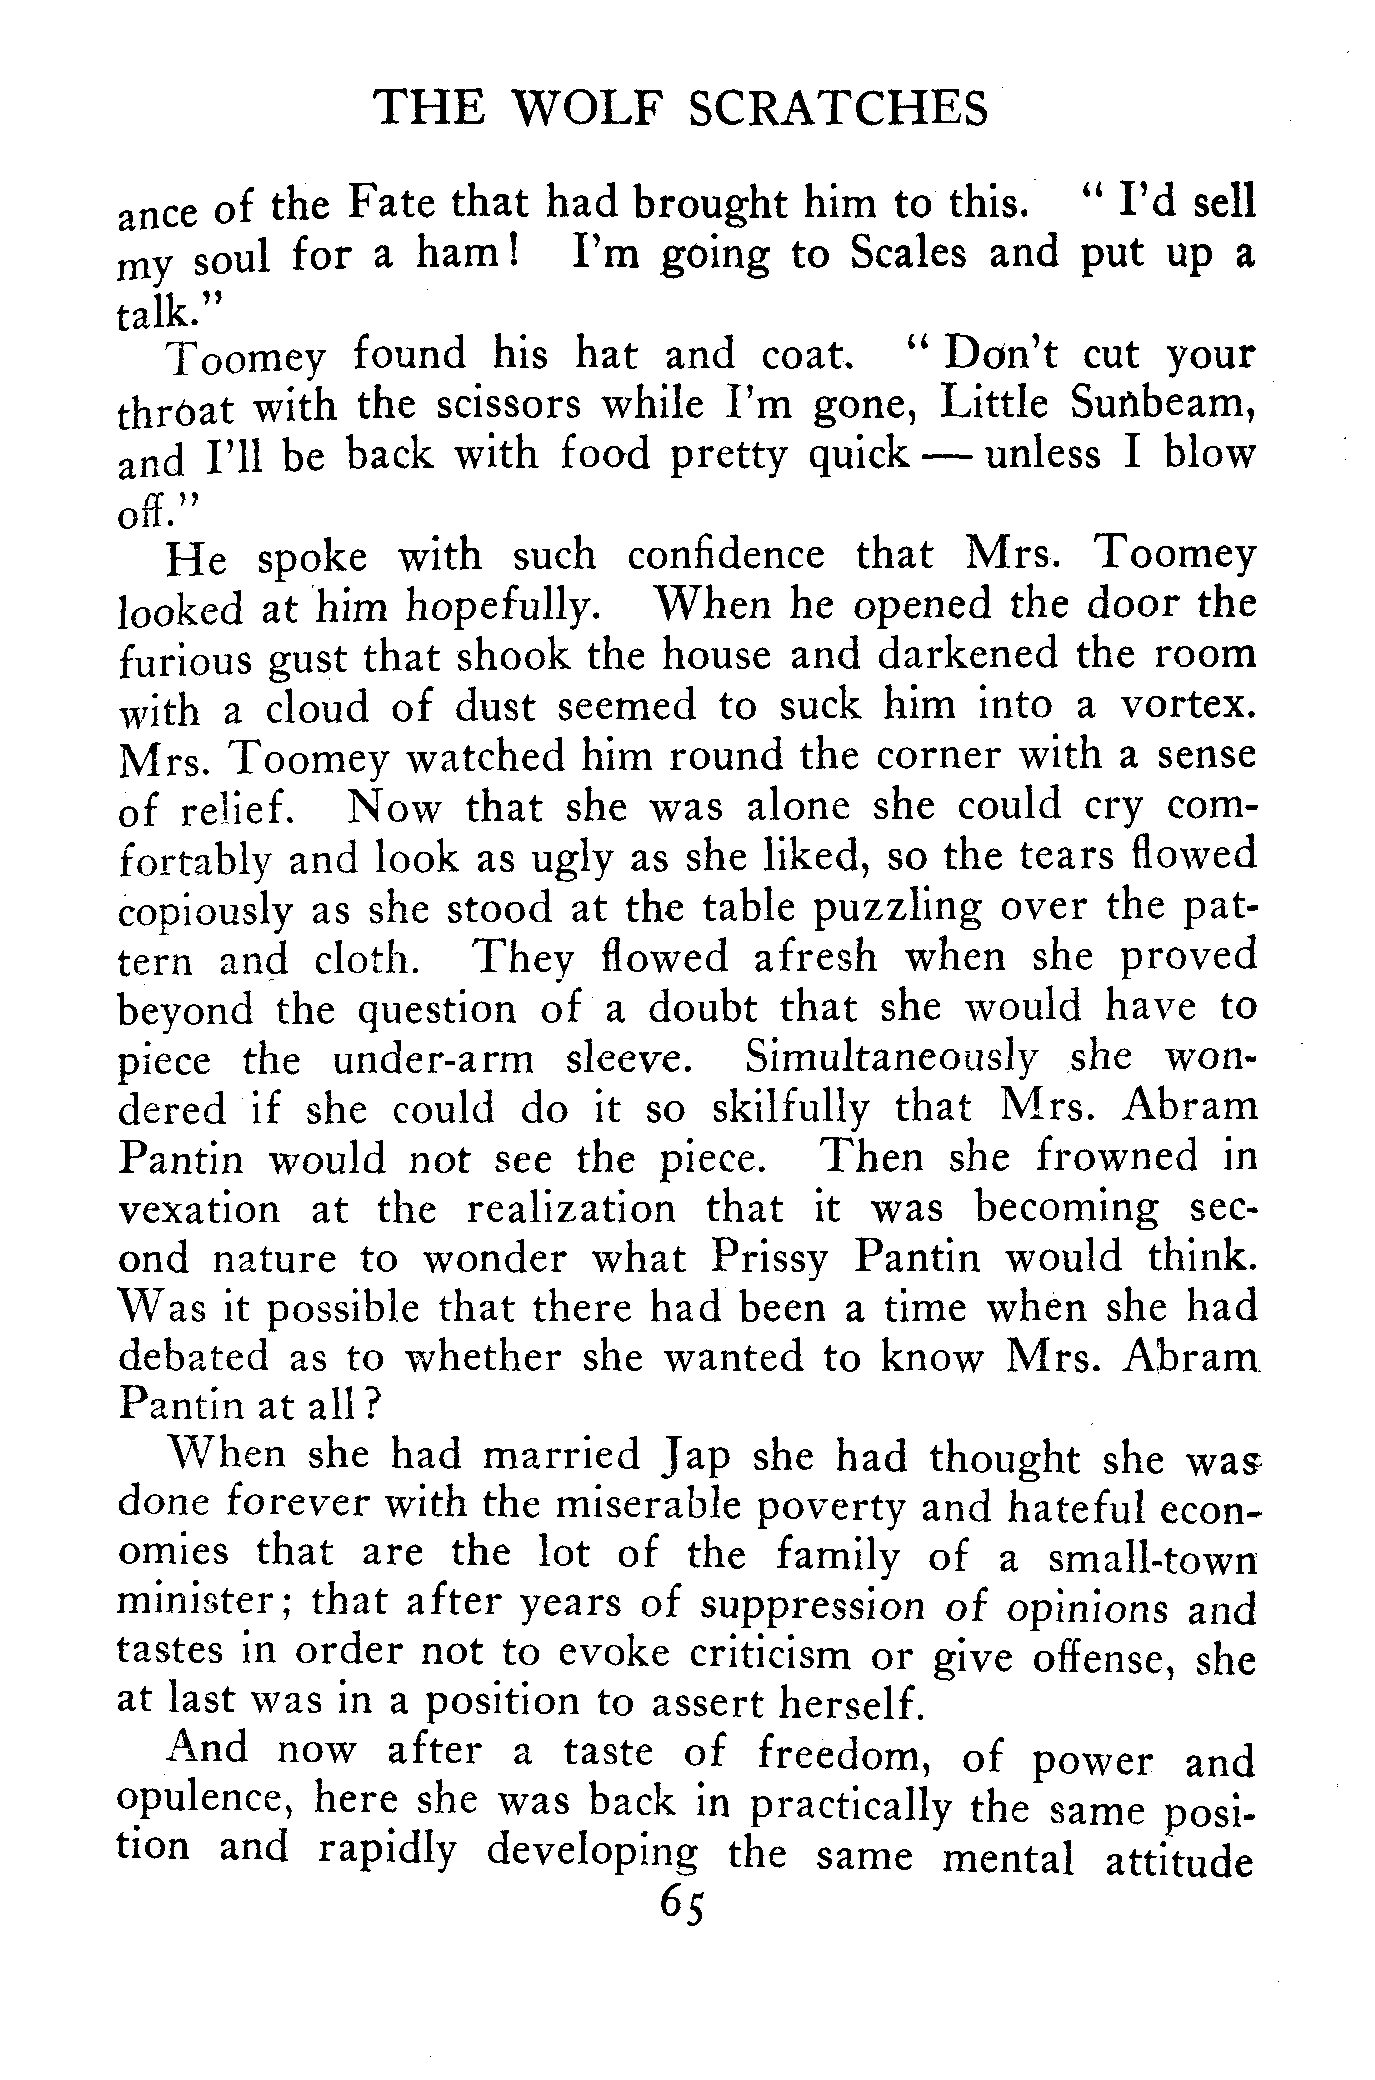 THE WOLF SCRATCHES
ance of the Fate that had brought him to this. " I'd sell
my soul for a ham! I'm going to Scales and put up a
talk."
Toomey found his hat and coat. " Don't cut your
throat with the scissors while I'm gone, Little Sunbeam,
and I'll be back with food pretty quick — unless I blow
off."
He spoke with such confidence that Mrs. Toomey
looked at him hopefully. When he opened the door the
furious gust that shook the house and darkened the room
with a cloud of dust seemed to suck him into a vortex.
Mrs. Toomey watched him round the corner with a sense
of relief. Now that she was alone she could cry com-
fortably and look as ugly as she liked, so the tears flowed
copiously as she stood at the table puzzling over the pat-
tern and cloth. They flowed afresh when she proved
beyond the question of a doubt that she would have to
piece the under-arm sleeve. Simultaneously she won-
dered if she could do it so skilfully that Mrs. Abram
Pantin would not see the piece. Then she frowned in
vexation at the realization that it was becoming sec-
ond nature to wonder what Prissy Pantin would think.
Was it possible that there had been a time when she had
debated as to whether she wanted to know Mrs. Abram
Pantin at all?
When she had married Jap she had thought she was
done forever with the miserable poverty and hateful econ-
omies that are the lot of the family of a small-town
minister; that after years of suppression of opinions and
tastes in order not to evoke criticism or give offense, she
at last was in a position to assert herself.
And now after a taste of freedom, of power and
opulence, here she was back in practically the same posi-
tion and rapidly developing the same mental attitude
65